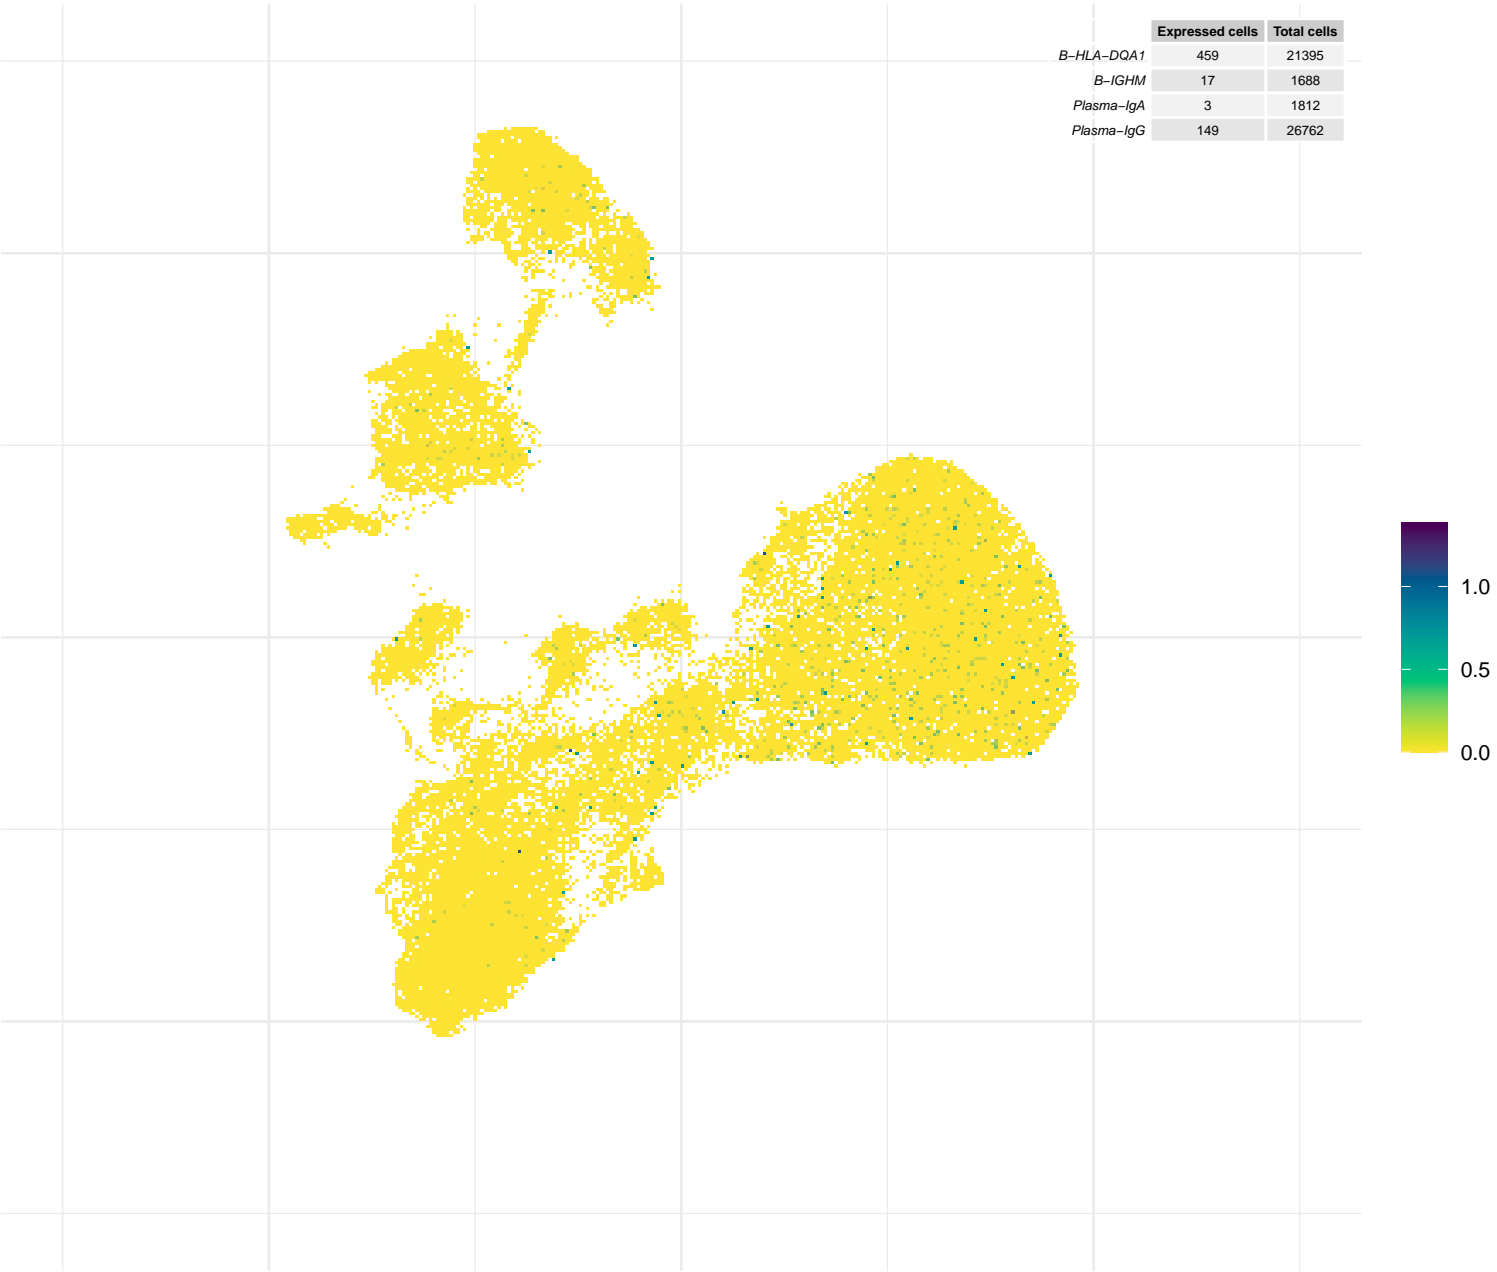 Expressed cells Total cells
B−HLA−DQA1 459 21395
B−IGHM 17 1688
Plasma−IgA 3 1812
Plasma−IgG 149 26762
1.0
0.5
0.0